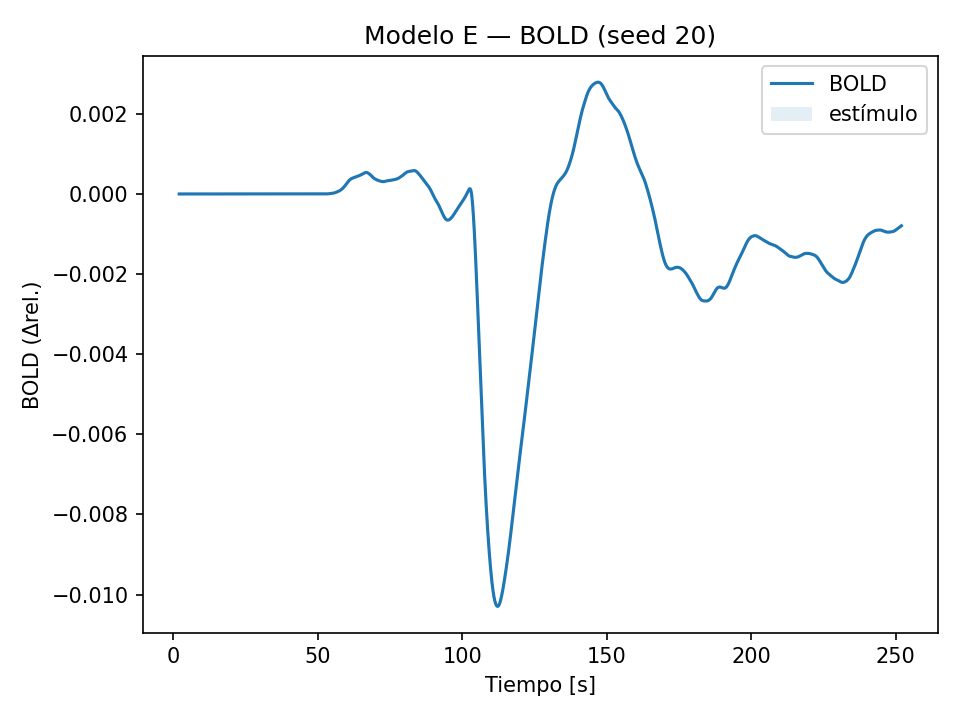 Modelo E — BOLD (seed 20)
BOLD
estímulo
0.002
0.000
−0.002
−0.004
−0.006
−0.008
−0.010
BOLD (Δrel.)
0 50 100 150 200 250
Tiempo [s]